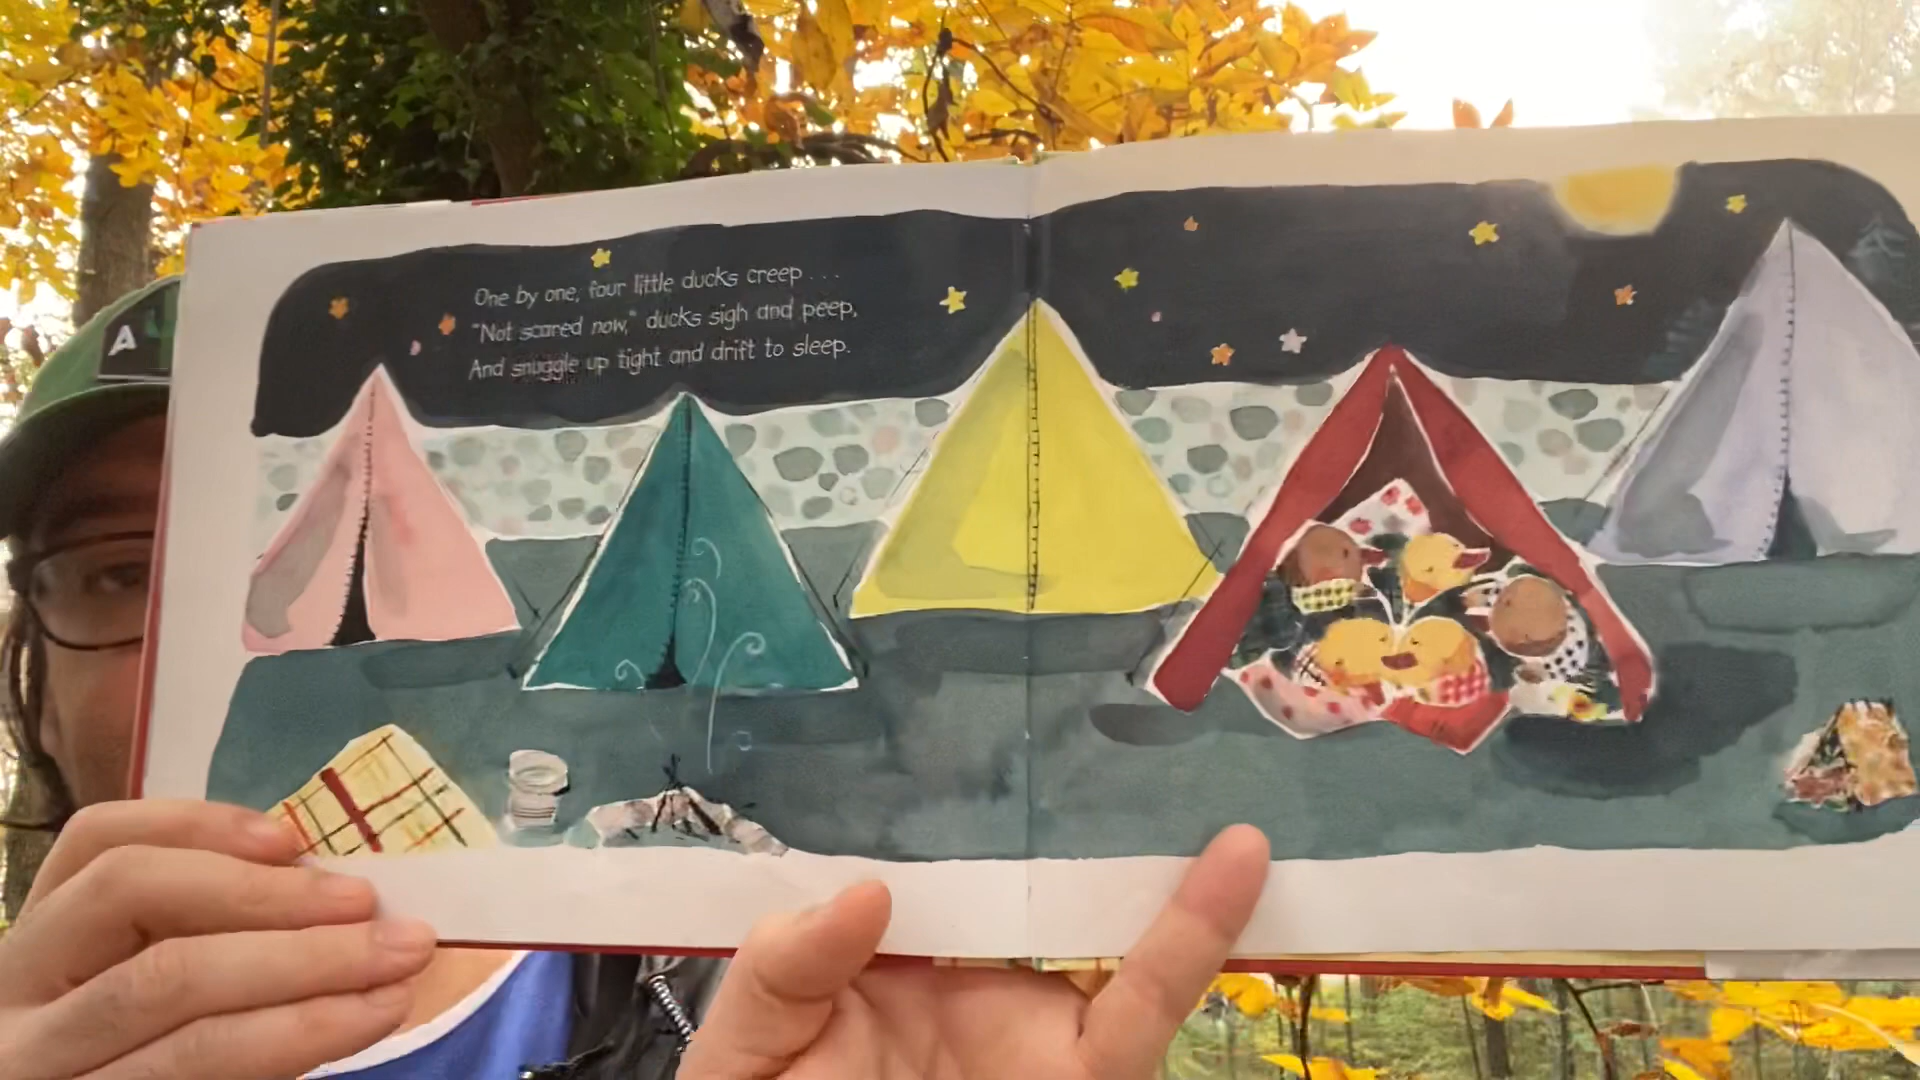 A
One by one, four little ducks creep . . .
"Not scared now," ducks sigh and peep,
And snuggle up tight and drift to sleep.